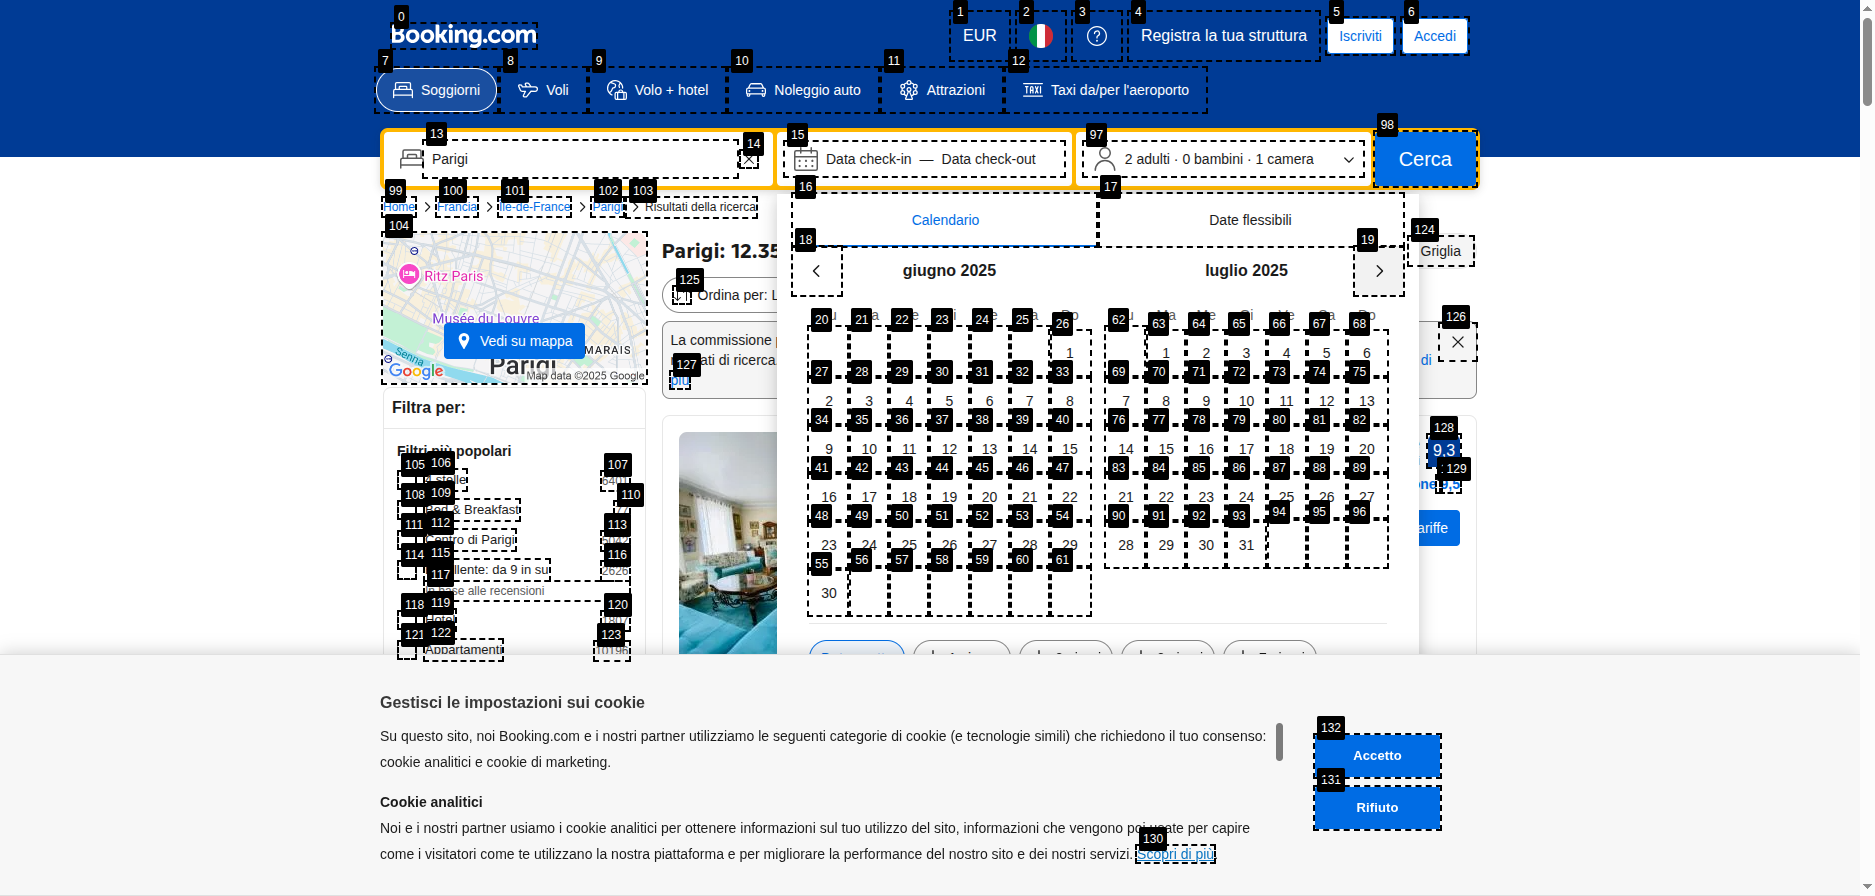 0
Booking.com
1 2 3 4 5 6
EUR
Registra la tua struttura
Iscriviti
Accedi
7 8 9 10 11 12
Soggiorni
Voli
Volo + hotel
Noleggio auto
Attrazioni
Taxi da/per l'aeroporto
13 14 15 97 98
Parigi
Data check-in — Data check-out
2 adulti · 0 bambini · 1 camera
Cerca
99 100 101 102 103
Home
Francia
Île-de-France
Parigi
Risultati della ricerca
104
Ritz Paris
Musée du Louvre
Vedi su mappa
MARAIS
Senna
Parigi
Google
Map data ©2025 Google
Parigi: 12.35
125
Ordina per: L
La commissione
ati di ricerca
127
più
16 17
Calendario
Date flessibili
18 19
giugno 2025
luglio 2025
124
Griglia
126
di
20 21 22 23 24 25 26 62 63 64 65 66 67 68
1 1 2 3 4 5 6
27 28 29 30 31 32 33 69 70 71 72 73 74 75
2 3 4 5 6 7 8 7 8 9 10 11 12 13
34 35 36 37 38 39 40 76 77 78 79 80 81 82
9 10 11 12 13 14 15 14 15 16 17 18 19 20
41 42 43 44 45 46 47 83 84 85 86 87 88 89
16 17 18 19 20 21 22 21 22 23 24 25 26 27
48 49 50 51 52 53 54 90 91 92 93 94 95 96
23 24 25 26 27 28 29 28 29 30 31
55 56 57 58 59 60 61
30
128
9,3
129
one 9,5
ariffe
Filtra per:
Filtri più popolari
105 106 107
stelle
108 109 110
Bed & Breakfast
111 112 113
Centro di Parigi
114 115 116
llente: da 9 in su
2626
117
base alle recensioni
118 119 120
Hotel
121 122 123
Appartamenti
10196
Gestisci le impostazioni sui cookie
Su questo sito, noi Booking.com e i nostri partner utilizziamo le seguenti categorie di cookie (e tecnologie simili) che richiedono il tuo consenso:
cookie analitici e cookie di marketing.
Cookie analitici
Noi e i nostri partner usiamo i cookie analitici per ottenere informazioni sul tuo utilizzo del sito, informazioni che vengono poi usate per capire
come i visitatori come te utilizzano la nostra piattaforma e per migliorare la performance del nostro sito e dei nostri servizi. Scopri di più
130
132
Accetto
131
Rifiuto